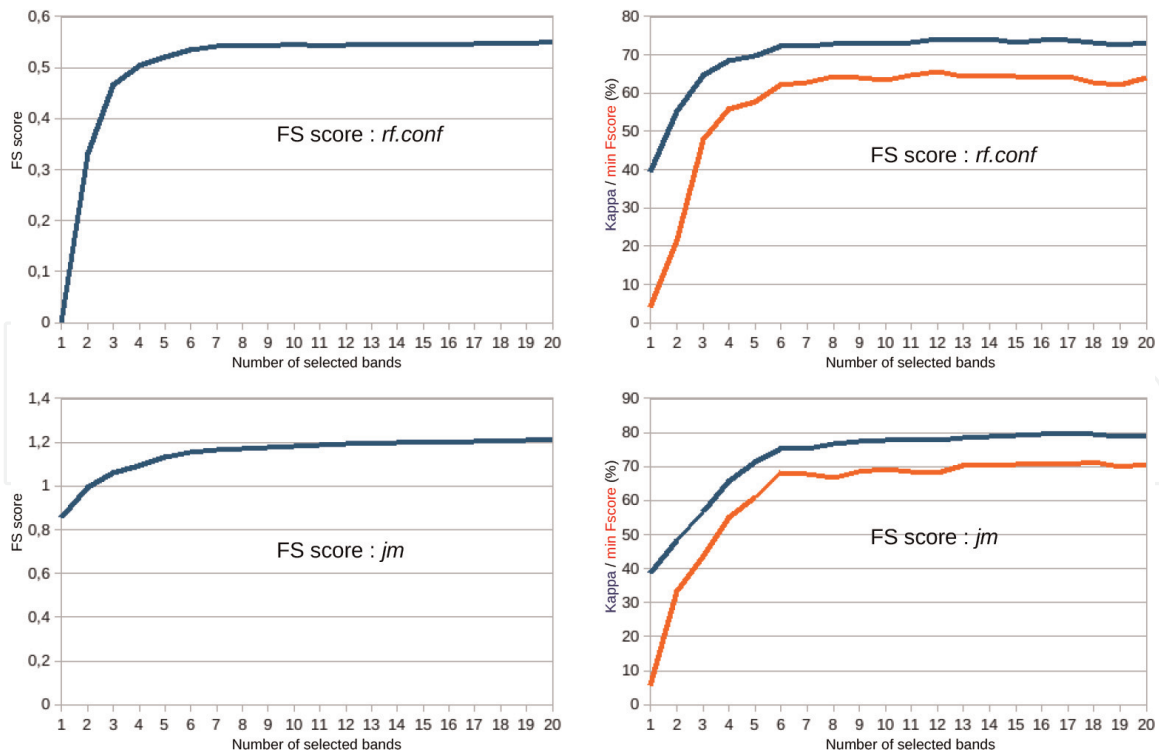 0,6
0,5
0,4
0,3
0,2
0,1
0
FS score
FS score : rf.conf
1 2 3 4 5 6 7 8 9 10 11 12 13 14 15 16 17 18 19 20
Number of selected bands
80
70
60
50
40
30
20
10
0
Kappa / min Fscore (%)
FS score : rf.conf
1 2 3 4 5 6 7 8 9 10 11 12 13 14 15 16 17 18 19 20
Number of selected bands
1,4
1,2
1
0,8
0,6
0,4
0,2
0
FS score
FS score : jm
1 2 3 4 5 6 7 8 9 10 11 12 13 14 15 16 17 18 19 20
Number of selected bands
90
80
70
60
50
40
30
20
10
0
Kappa / min Fscore (%)
FS score : jm
1 2 3 4 5 6 7 8 9 10 11 12 13 14 15 16 17 18 19 20
Number of selected bands